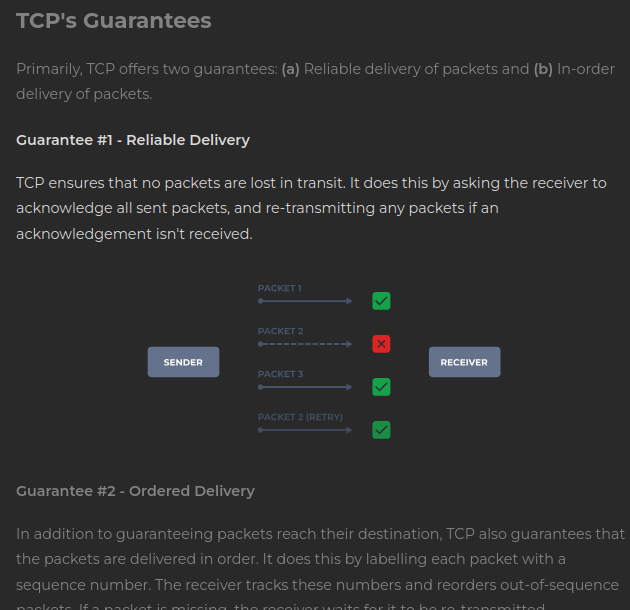 TCP's Guarantees
Primarily, TCP offers two guarantees: (a) Reliable delivery of packets and (b) In-order
delivery of packets.
Guarantee #1 - Reliable Delivery
TCP ensures that no packets are lost in transit. It does this by asking the receiver to
acknowledge all sent packets, and re-transmitting any packets if an
acknowledgement isn't received.
PACKET 1
PACKET 2
SENDER
RECEIVER
PACKET 3
PACKET 2 (RETRY)
Guarantee #2 - Ordered Delivery
In addition to guaranteeing packets reach their destination, TCP also guarantees that
the packets are delivered in order. It does this by labelling each packet with a
sequence number. The receiver tracks these numbers and reorders out-of-sequence
packets. If a packet is missing, the receiver waits for it to be re-transmitted.